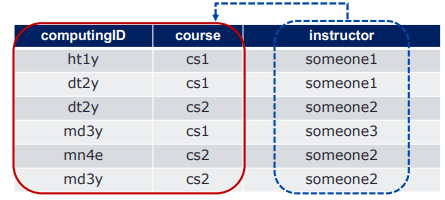 computingID course instructor
ht1y cs1 someone1
dt2y cs1 someone1
dt2y cs2 someone2
md3y cs1 someone3
mn4e cs2 someone2
md3y cs2 someone2